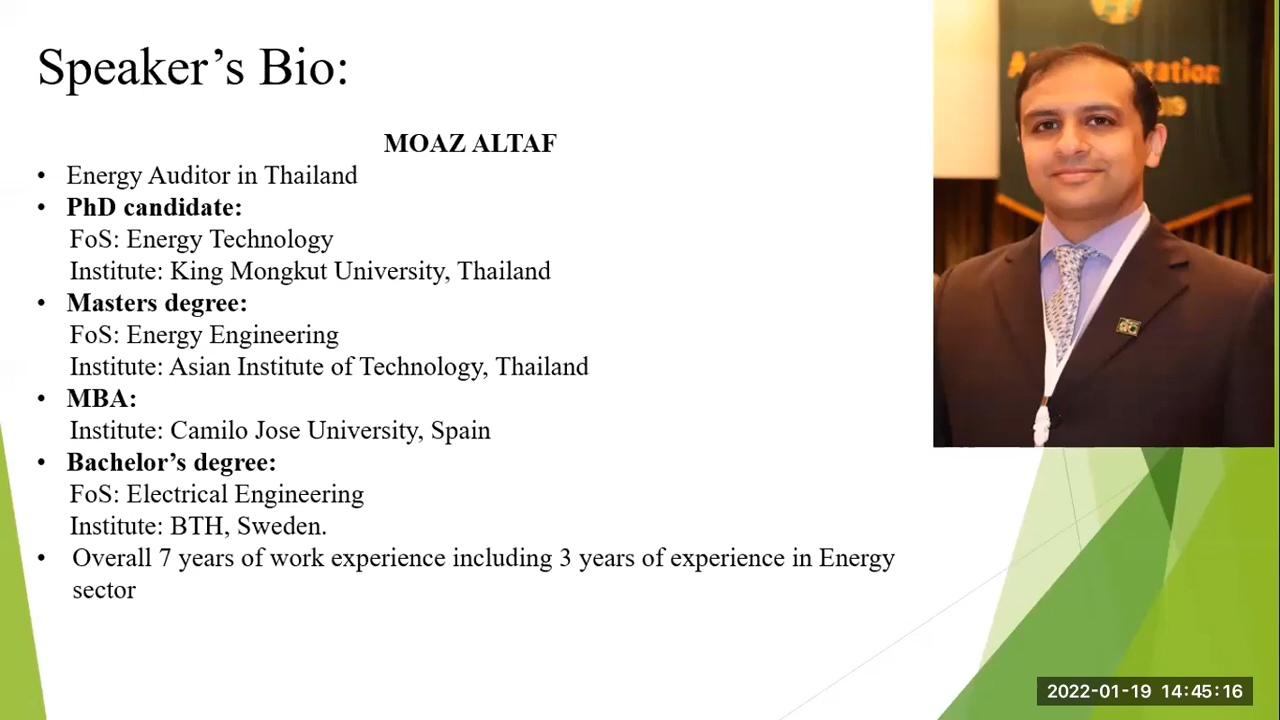 Speaker’s Bio:
MOAZ ALTAF
• Energy Auditor in Thailand
• PhD candidate:
FoS: Energy Technology
Institute: King Mongkut University, Thailand
• Masters degree:
FoS: Energy Engineering
Institute: Asian Institute of Technology, Thailand
• MBA:
Institute: Camilo Jose University, Spain
• Bachelor’s degree:
FoS: Electrical Engineering
Institute: BTH, Sweden.
• Overall 7 years of work experience including 3 years of experience in Energy
sector
2022-01-19 14:45:16